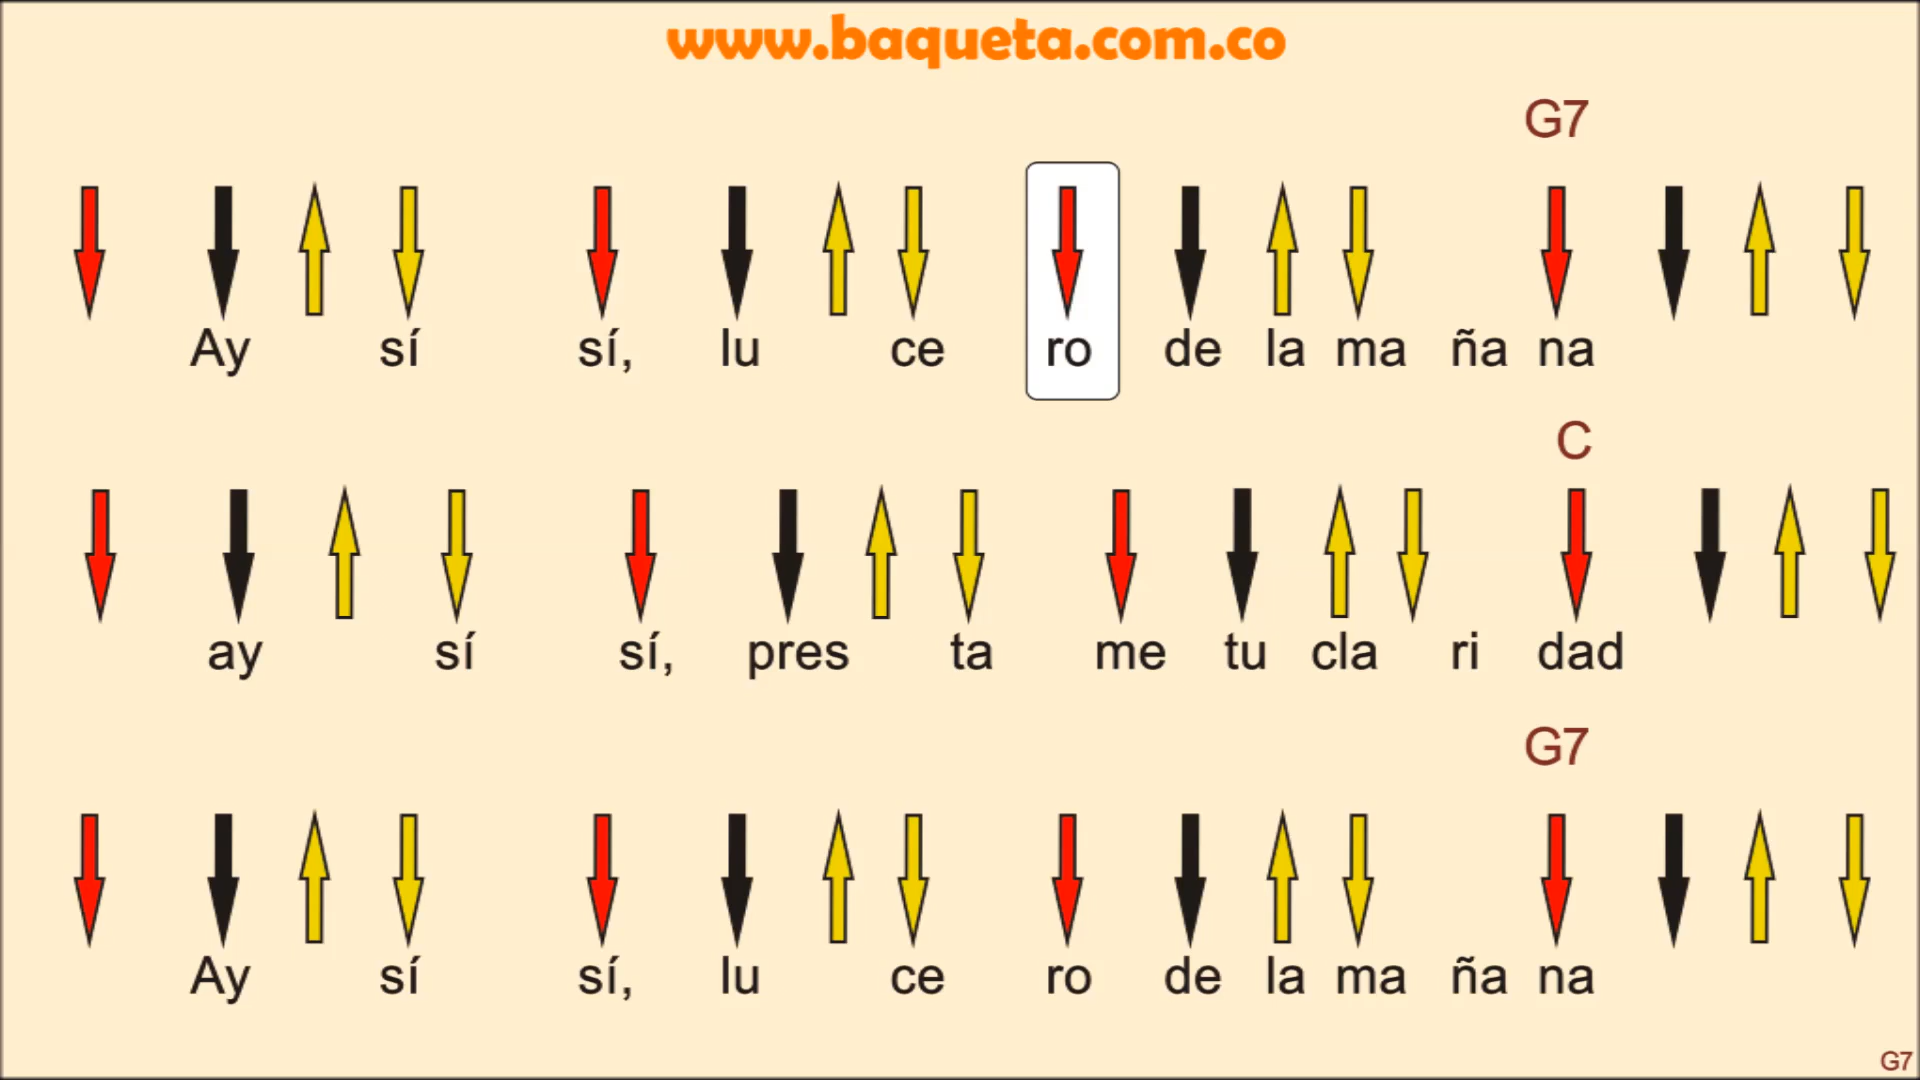 www.baqueta.com.co
G7
Ay sí sí, lu ce ro de la ma ña na
C
ay sí sí, pres ta me tu cla ri dad
G7
Ay sí sí, lu ce ro de la ma ña na
G7